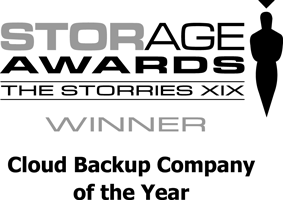 STORAGE
AWARDS
THE STORRIES XIX
WINNER
Cloud Backup Company
of the Year